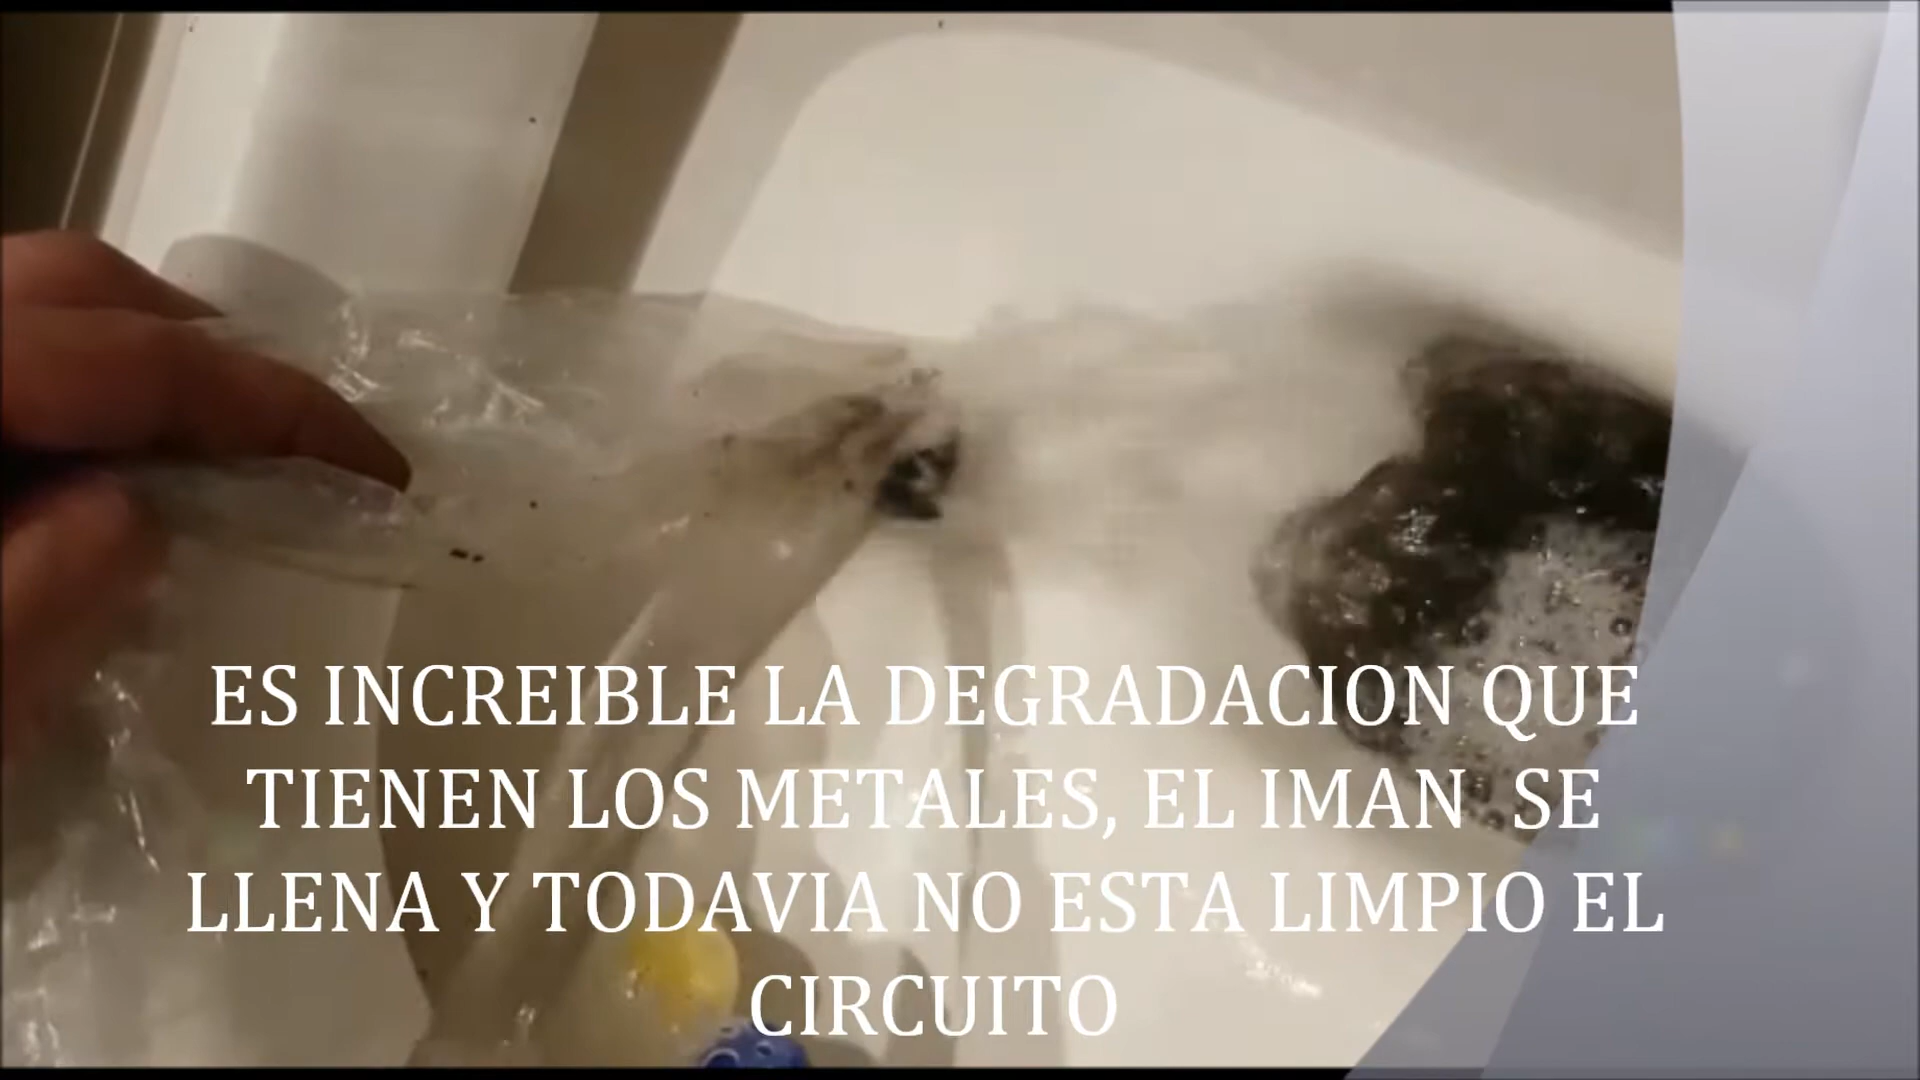 ES INCREIBLE LA DEGRADACION QUE
TIENEN LOS METALES, EL IMAN  SE
LLENA Y TODAVIA NO ESTA LIMPIO EL
CIRCUITO